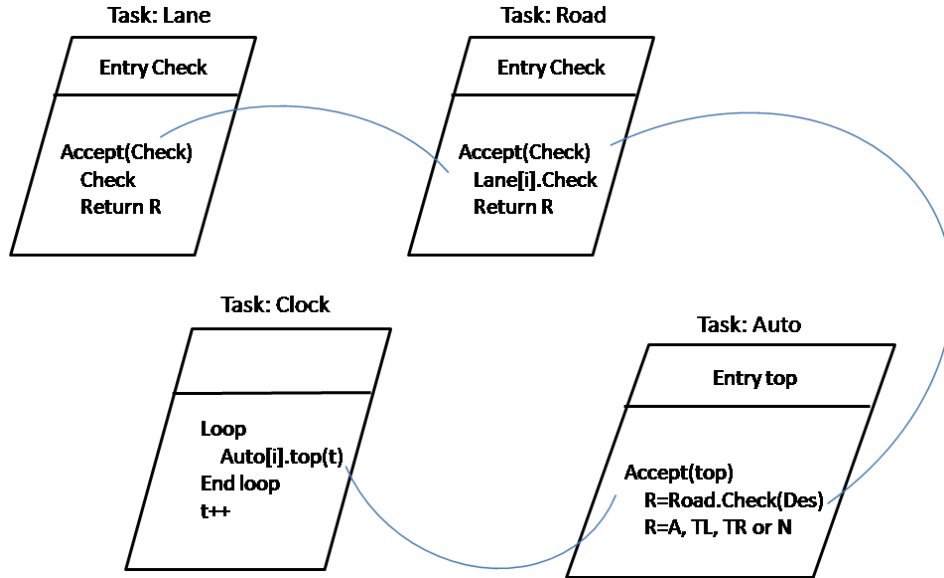 Task: Lane
Entry Check
Accept(Check)
Check
Return R
Task: Road
Entry Check
Accept(Check)
Lane[i].Check
Return R
Task: Clock
Loop
Auto[i].top(t)
End loop
t++
Task: Auto
Entry top
Accept(top)
R=Road.Check(Des)
R=A, TL, TR or N